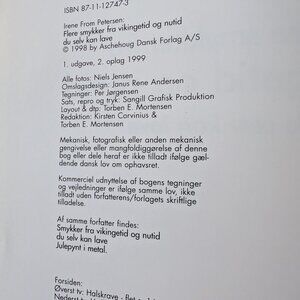 ISBN 87-11-12747-3
Irene From Petersen:
Flere smykker fra vikingetid og nutid
du selv kan lave
© 1998 by Aschehoug Dansk Forlag A/S
1. udgave, 2. oplag 1999
Alle fotos: Niels Jensen
Omslagsdesign: Janus Rene Andersen
Tegninger: Per Jørgensen
Sats, repro og tryk: Sangill Grafisk Produktion
Layout & dtp: Torben E. Mortensen
Redaktion: Kirsten Corvinius &
Torben E. Mortensen
Mekanisk, fotografisk eller anden mekanisk
gengivelse eller mangfoldiggørelse af denne
bog eller dele heraf er ikke tilladt ifølge gæl-
dende dansk lov om ophavsret.
Kommerciel udnyttelse af bogens tegninger
og vejledninger er ifølge samme lov, ikke
tilladt uden forfatterens/forlagets skriftlige
tilladelse.
Af samme forfatter findes:
Smykker fra vikingetid og nutid
du selv kan lave
Julepynt i metal.
Forsiden:
Øverst tv: Halskrave
Nederst